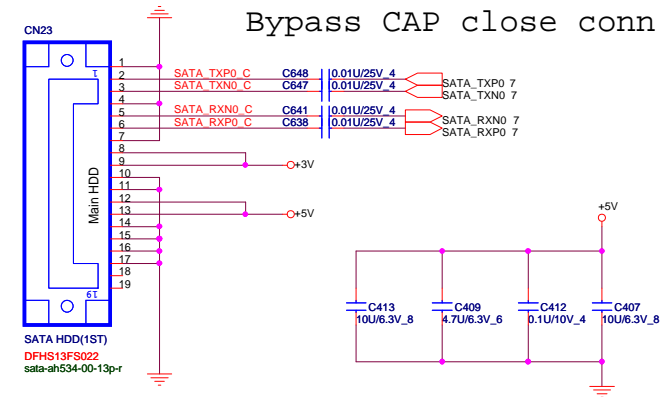 Bypass CAP close conn
CN23
1
2 SATA_TXP0_C C648 0.01U/25V_4 SATA_TXP0 7
3 SATA_TXN0_C C647 SATA_TXN0 7
4
5 SATA_RXN0_C C641 0.01U/25V_4 SATA_RXN0 7
6 SATA_RXP0_C C638 0.01U/25V_4 SATA_RXP0 7
7
8
9 +3V
10
11
12
13 +5V
14
15
16
17
18
19
1
Main HDD
19
SATA HDD(1ST)
DFHS13FS022
sata-ah534-00-13p-r
+5V
C413 C409 C412 C407
10U/6.3V_8 4.7U/6.3V_6 0.1U/10V_4 10U/6.3V_8